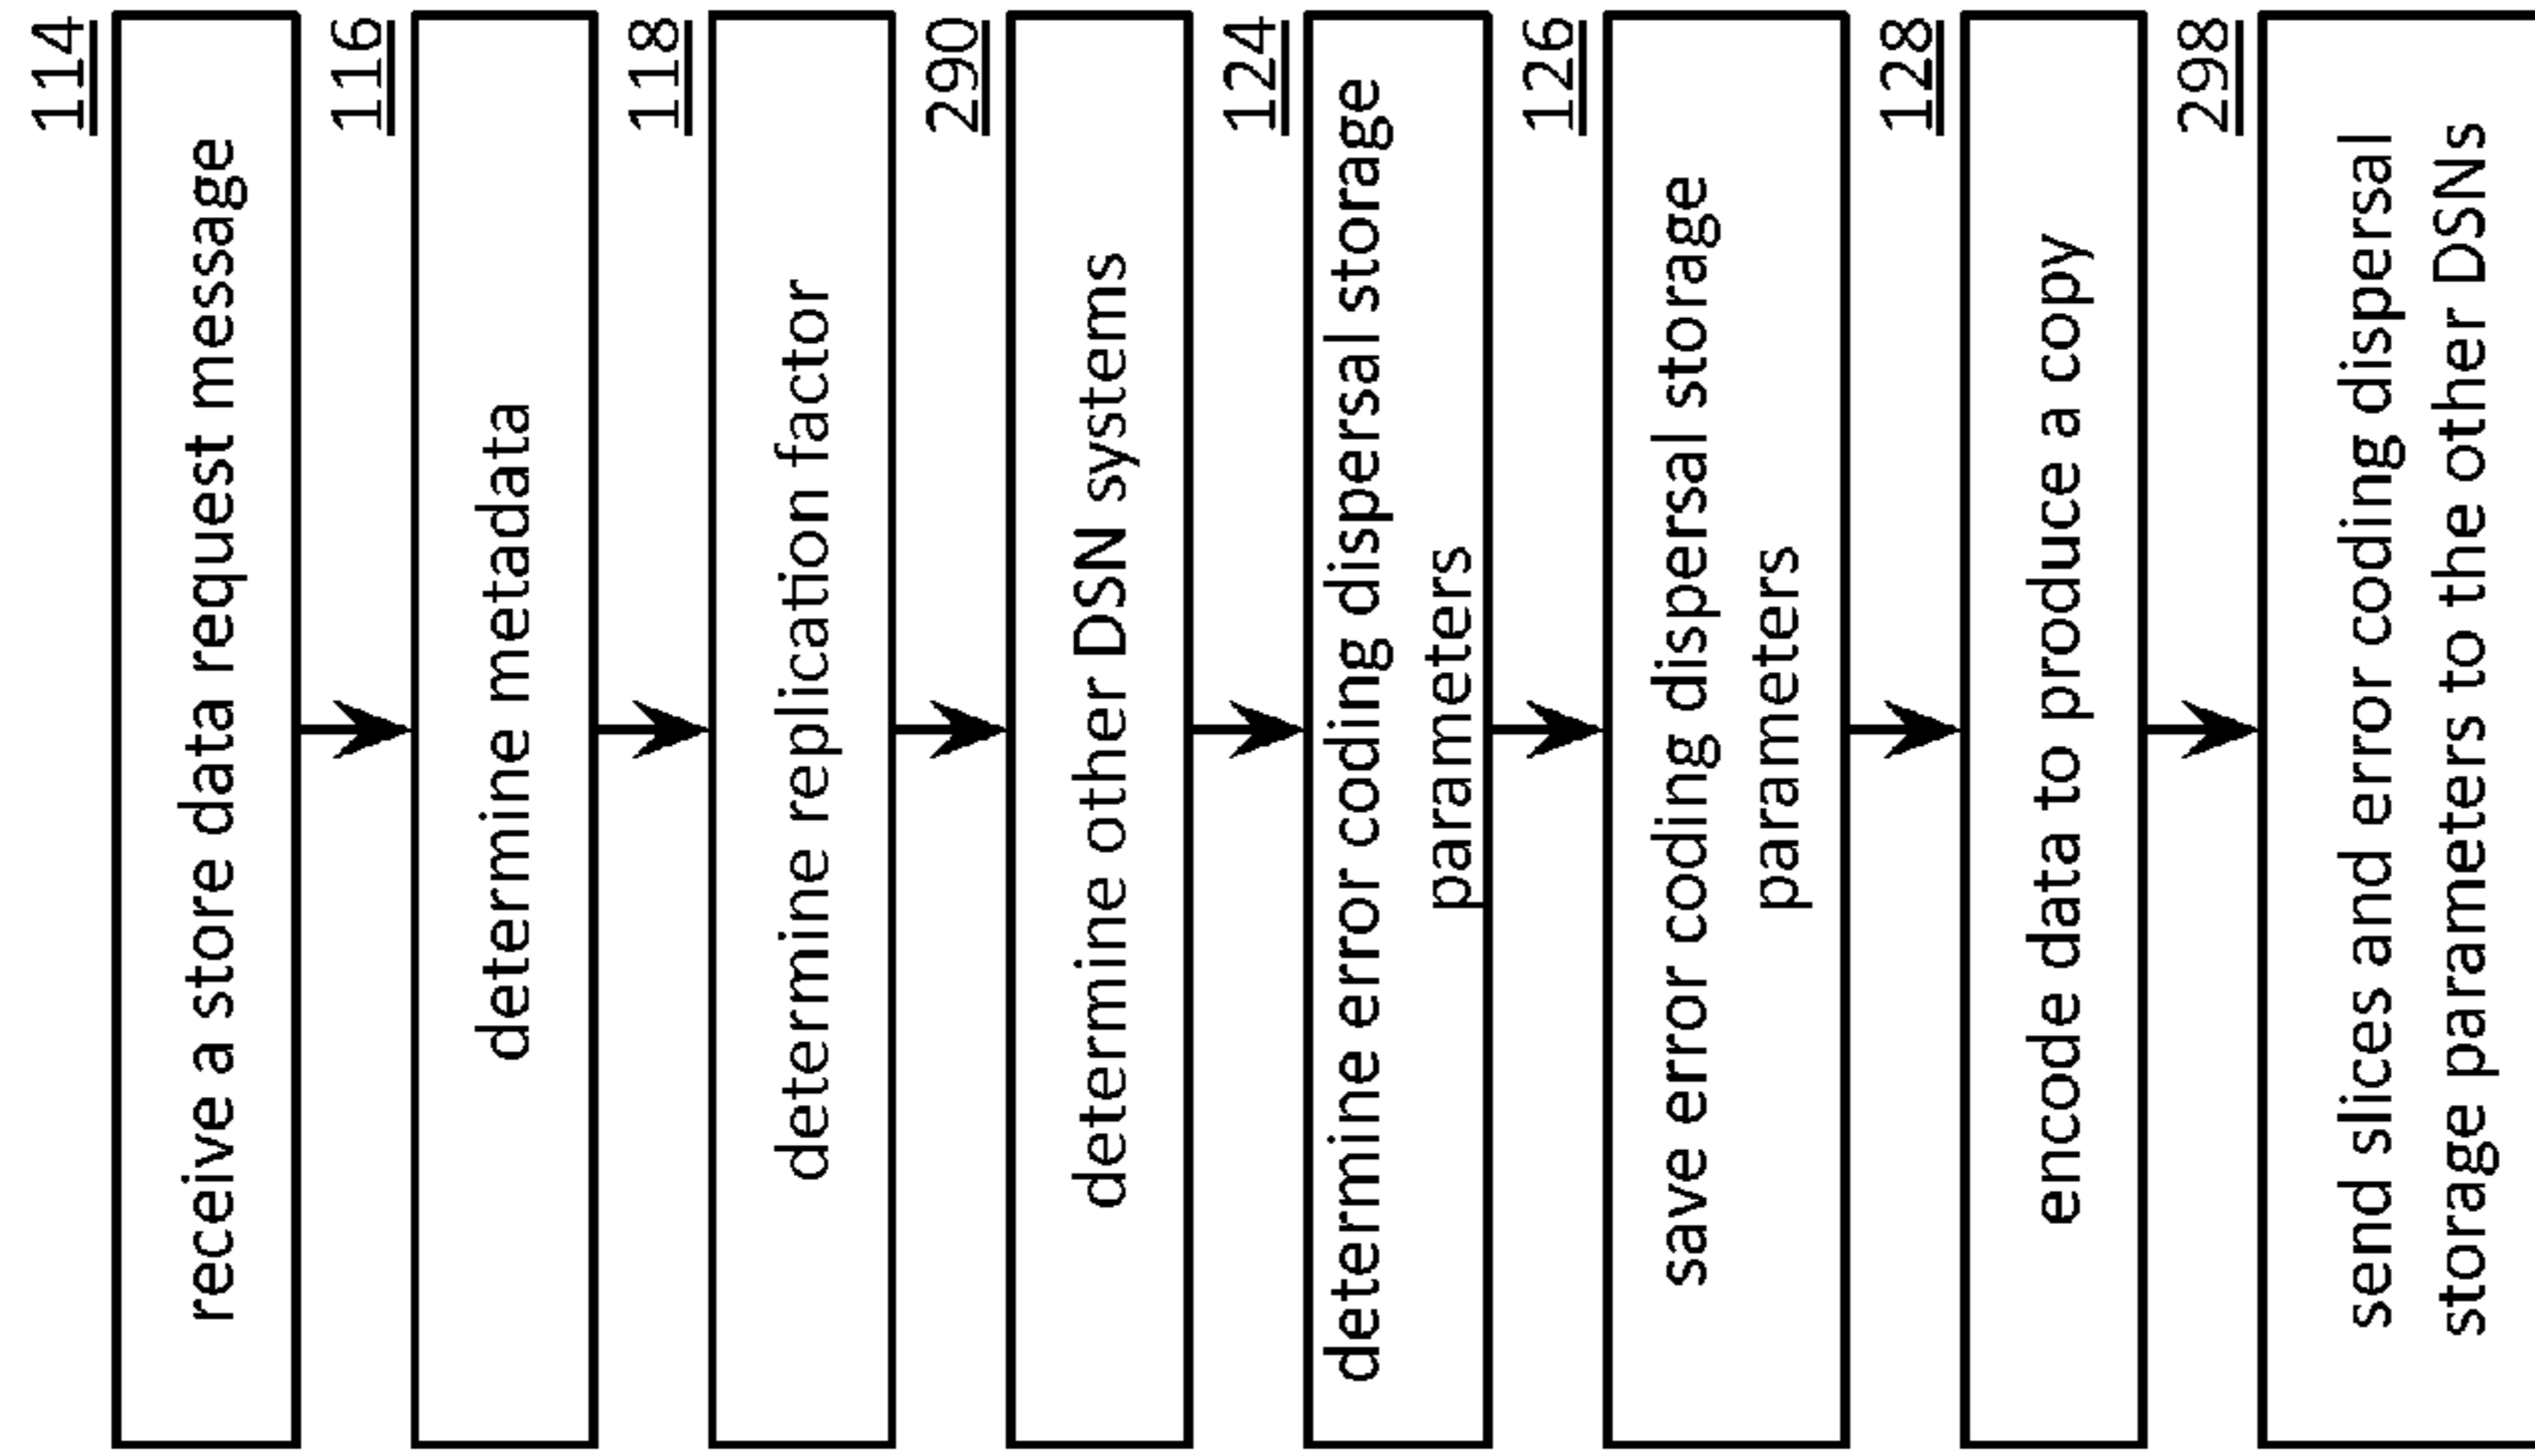 114
receive a store data request message
116
determine metadata
118
determine replication factor
290
determine other DSN systems
124
determine error coding dispersal storage
parameters
126
save error coding dispersal storage
parameters
128
encode data to produce a copy
298
send slices and error coding dispersal
storage parameters to the other DSNs